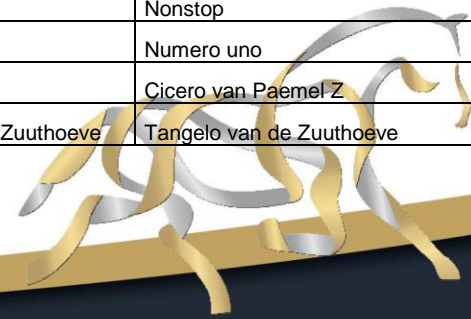 Nonstop
Numero uno
Cicero van Paemel Z
Zuuthoeve Tangelo van de Zuuthoeve